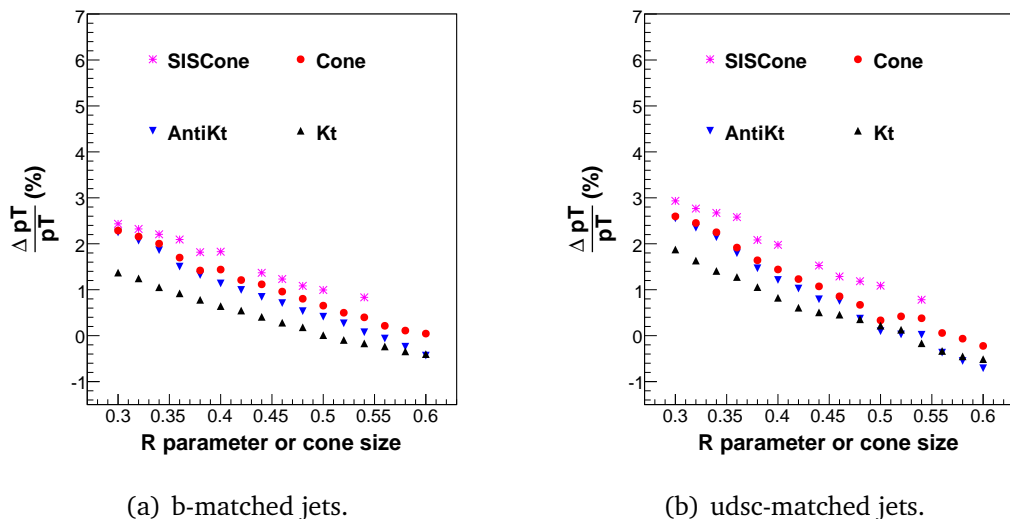 7
6
5
4
3
2
1
0
-1
Δ pT
pT
(%)
SISCone
Cone
AntiKt
Kt
0.3 0.35 0.4 0.45 0.5 0.55 0.6
R parameter or cone size
(a) b-matched jets.
7
6
5
4
3
2
1
0
-1
Δ pT
pT
(%)
SISCone
Cone
AntiKt
Kt
0.3 0.35 0.4 0.45 0.5 0.55 0.6
R parameter or cone size
(b) udsc-matched jets.